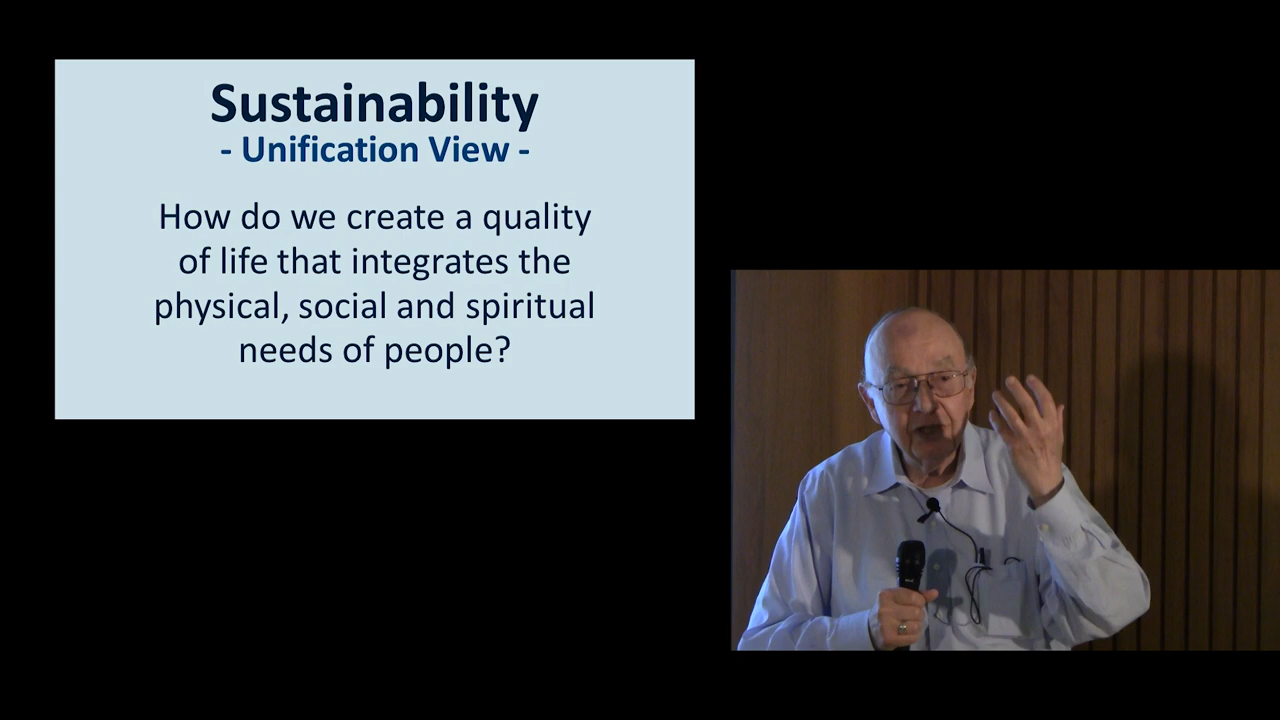 Sustainability
- Unification View -
How do we create a quality
of life that integrates the
physical, social and spiritual
needs of people?